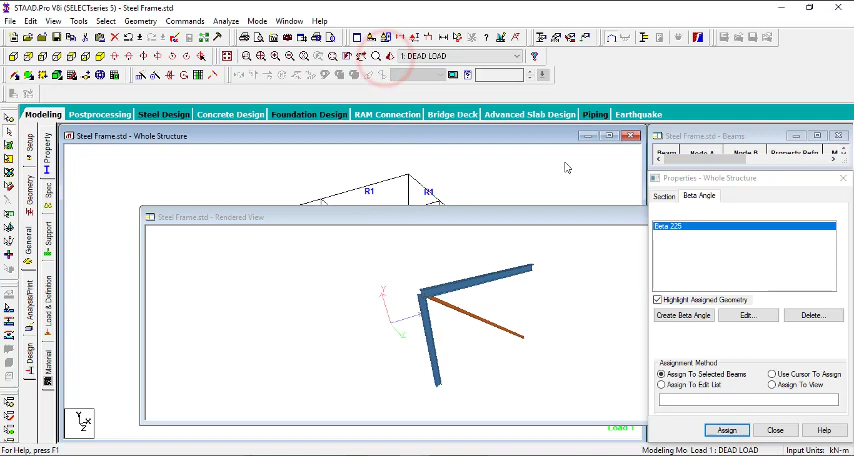 STAAD.Pro V8i (SELECTseries 5) - Steel Frame.std
File Edit View Tools Select Geometry Commands Analyze Mode Window Help
1: DEAD LOAD
Modeling Postprocessing Steel Design Concrete Design Foundation Design RAM Connection Bridge Deck Advanced Slab Design Piping Earthquake
Steel Frame.std - Whole Structure
Steel Frame.std - Beams
Setup
Geometry
General
Analysis/Print
Design
Property
Spec
Support
Load & Definition
Material
Beam Node A Node B Property Refn
Properties - Whole Structure
Section Beta Angle
Beta 225
Highlight Assigned Geometry
Create Beta Angle Edit... Delete...
Assignment Method
Assign To Selected Beams Use Cursor To Assign
Assign To Edit List Assign To View
Assign Close Help
R1 R1
Steel Frame.std - Rendered View
Y
X
Z
Load 1
For Help, press F1
Modeling Mo Load 1 : DEAD LOAD Input Units: kN-m